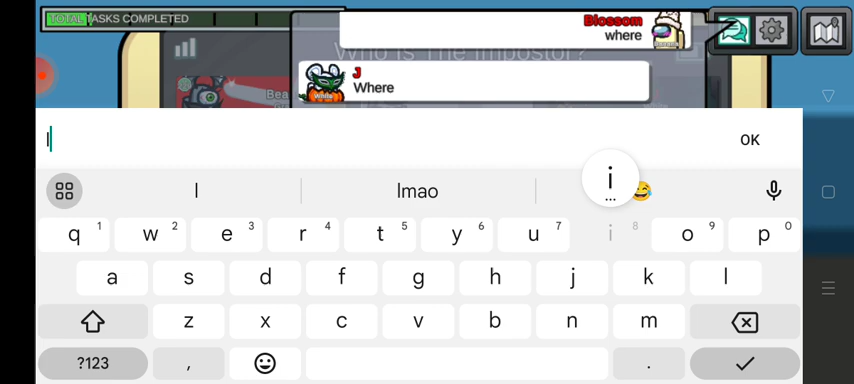 TOTAL TASKS COMPLETED
Who Is The Impostor?
Blossom
where
J
Where
Bea
l
OK
l
lmao
i
...
q 1 w 2 e 3 r 4 t 5 y 6 u 7 i 8 o 9 p 0
a s d f g h j k l
z x c v b n m
?123 , .